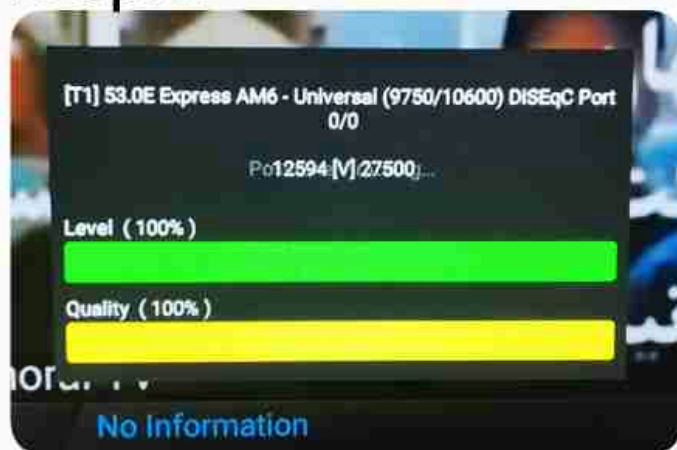 [T1] 53.0E Express AM6 - Universal (9750/10600) DISEqC Port
0/0
12594 [V] 27500
Level (100%)
Quality (100%)
TV
No Information